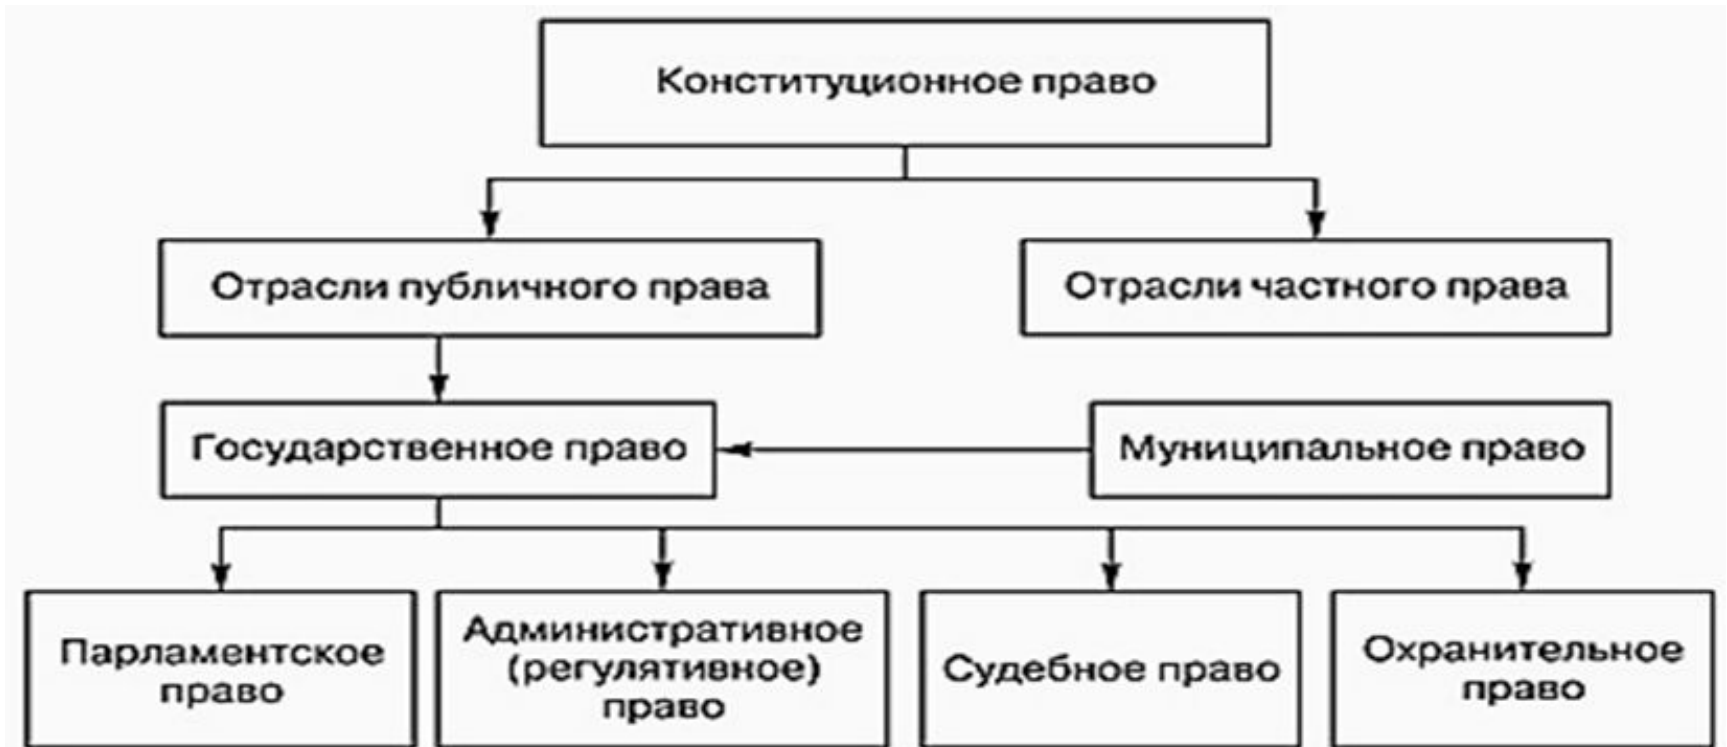 Конституционное право
Отрасли публичного права
Отрасли частного права
Государственное право
Муниципальное право
Парламентское
право
Административное
(регулятивное)
право
Судебное право
Охранительное
право